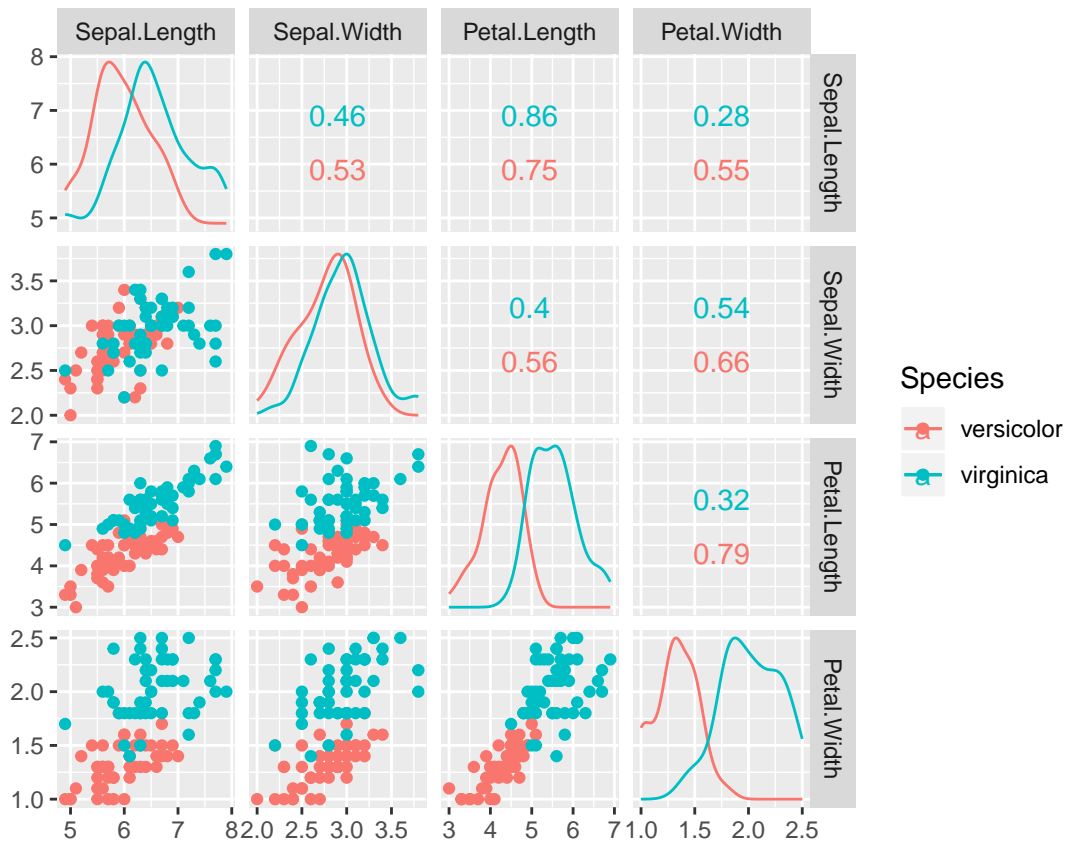 Sepal.Length Sepal.Width Petal.Length Petal.Width
8
7
6
5
0.46 0.86 0.28
0.53 0.75 0.55
Sepal.Length
3.5
3.0
2.5
2.0
0.4 0.54
0.56 0.66
Sepal.Width
7
6
5
4
3
0.32
0.79
Petal.Length
2.5
2.0
1.5
1.0
Petal.Width
5 6 7 8 2.0 2.5 3.0 3.5 3 4 5 6 7 1.0 1.5 2.0 2.5
Species
a versicolor
a virginica